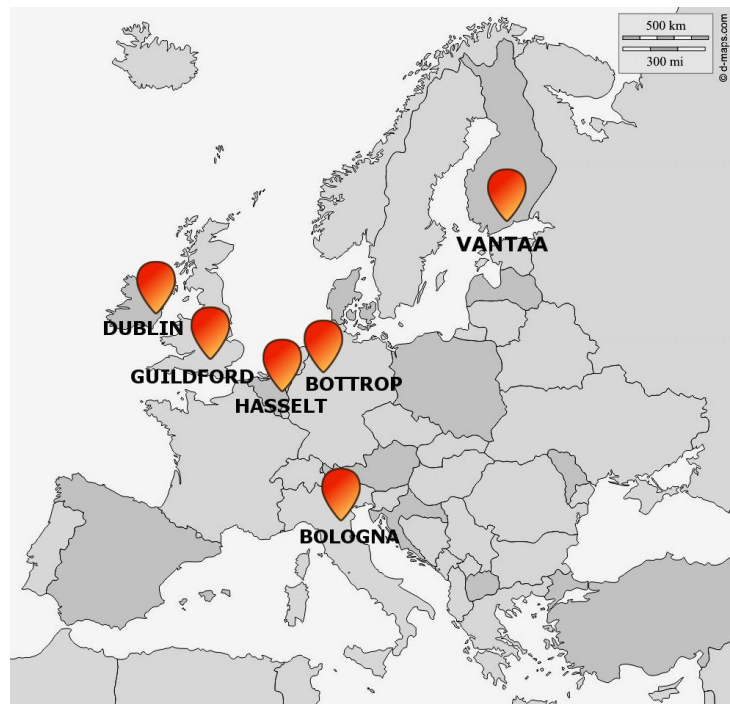 500 km
300 mi
© d-maps.com
VANTAA
DUBLIN
GUILDFORD
BOTTROP
HASSELT
BOLOGNA